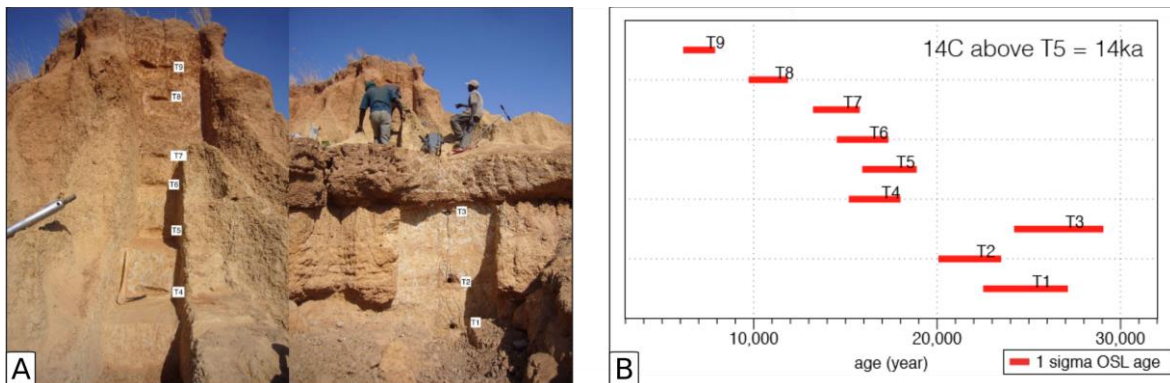 T9
T8
T7
T6
T5
T4
A
T3
T2
T1
T9
14C above T5 = 14ka
T8
T7
T6
T5
T4
T3
T2
T1
10,000
20,000
30,000
B
age (year)
1 sigma OSL age